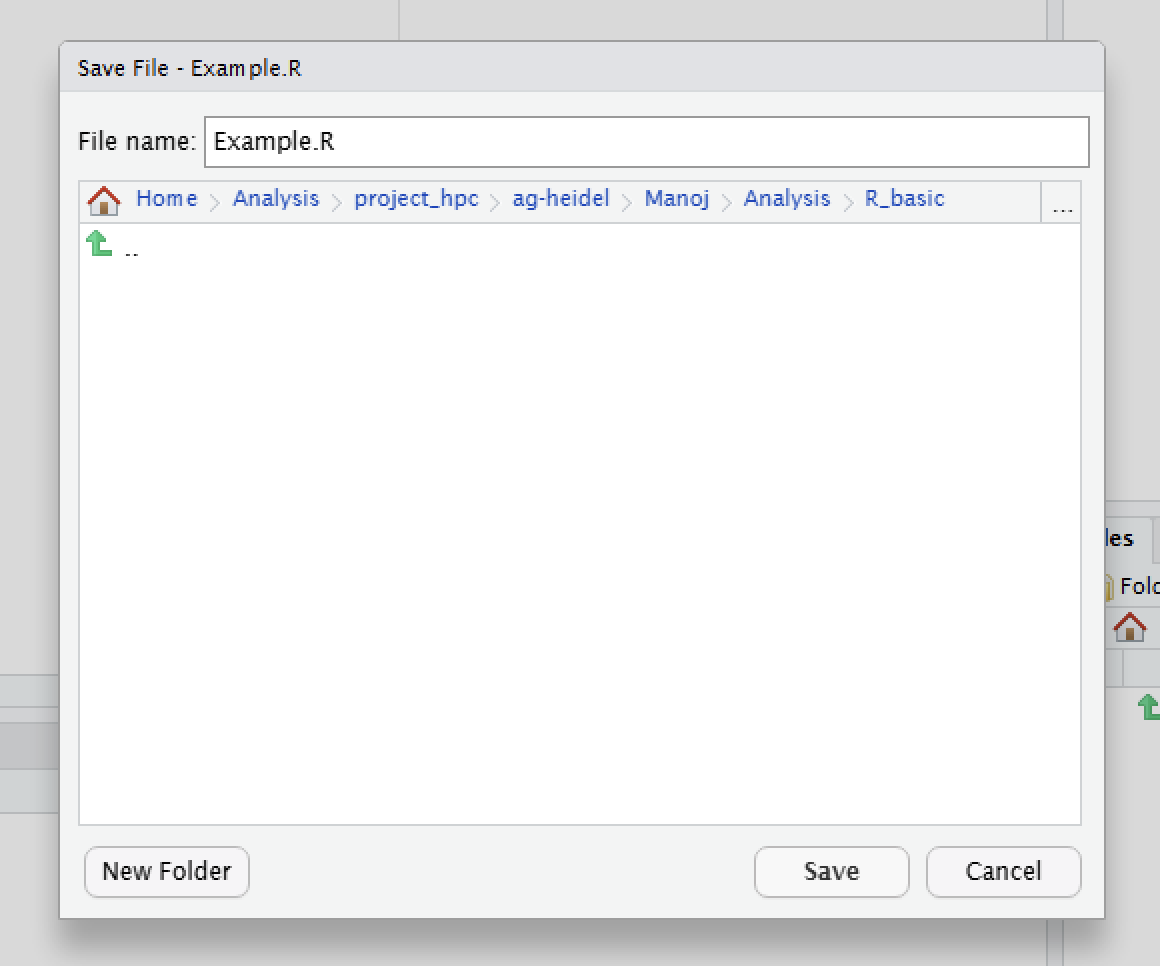 Save File - Example.R
File name: Example.R
Home Analysis project_hpc ag-heidel Manoj Analysis R_basic ...
..
les
Fold
New Folder Save Cancel